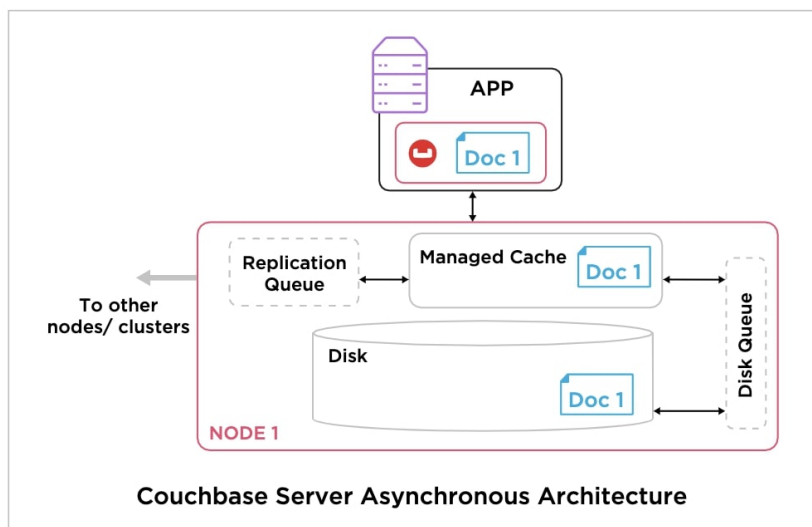 APP
Doc 1
Replication
Queue
Managed Cache
Doc 1
To other
nodes/ clusters
Disk
Doc 1
Disk Queue
NODE 1
Couchbase Server Asynchronous Architecture